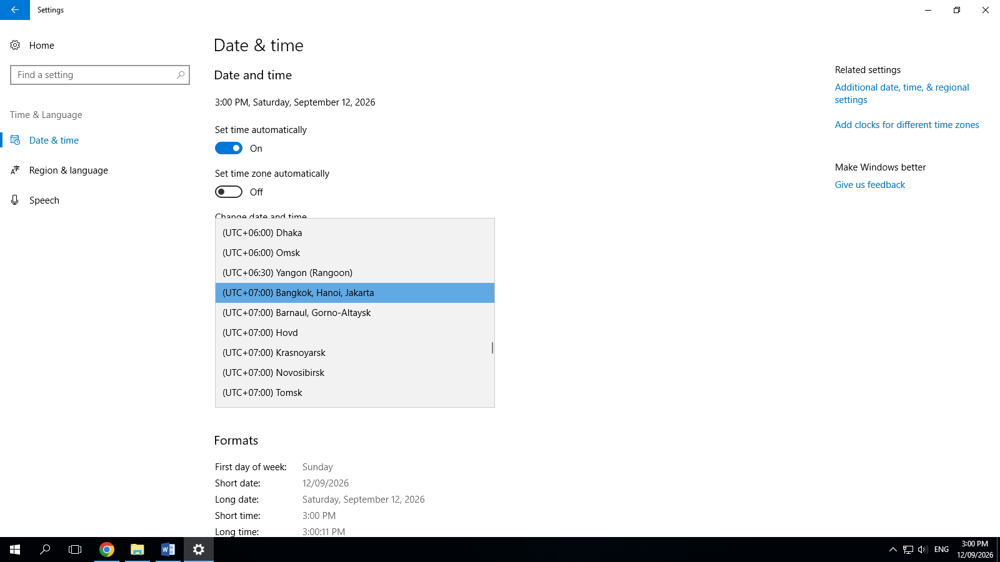 Settings
Home
Find a setting
Time & Language
Date & time
Region & language
Speech
Date & time
Date and time
3:00 PM, Saturday, September 12, 2026
Set time automatically
On
Set time zone automatically
Off
Change date and time
(UTC+06:00) Dhaka
(UTC+06:00) Omsk
(UTC+06:30) Yangon (Rangoon)
(UTC+07:00) Bangkok, Hanoi, Jakarta
(UTC+07:00) Barnaul, Gorno-Altaysk
(UTC+07:00) Hovd
(UTC+07:00) Krasnoyarsk
(UTC+07:00) Novosibirsk
(UTC+07:00) Tomsk
Formats
First day of week: Sunday
Short date: 12/09/2026
Long date: Saturday, September 12, 2026
Short time: 3:00 PM
Long time: 3:00:11 PM
Related settings
Additional date, time, & regional
settings
Add clocks for different time zones
Make Windows better
Give us feedback
ENG
3:00 PM
12/09/2026